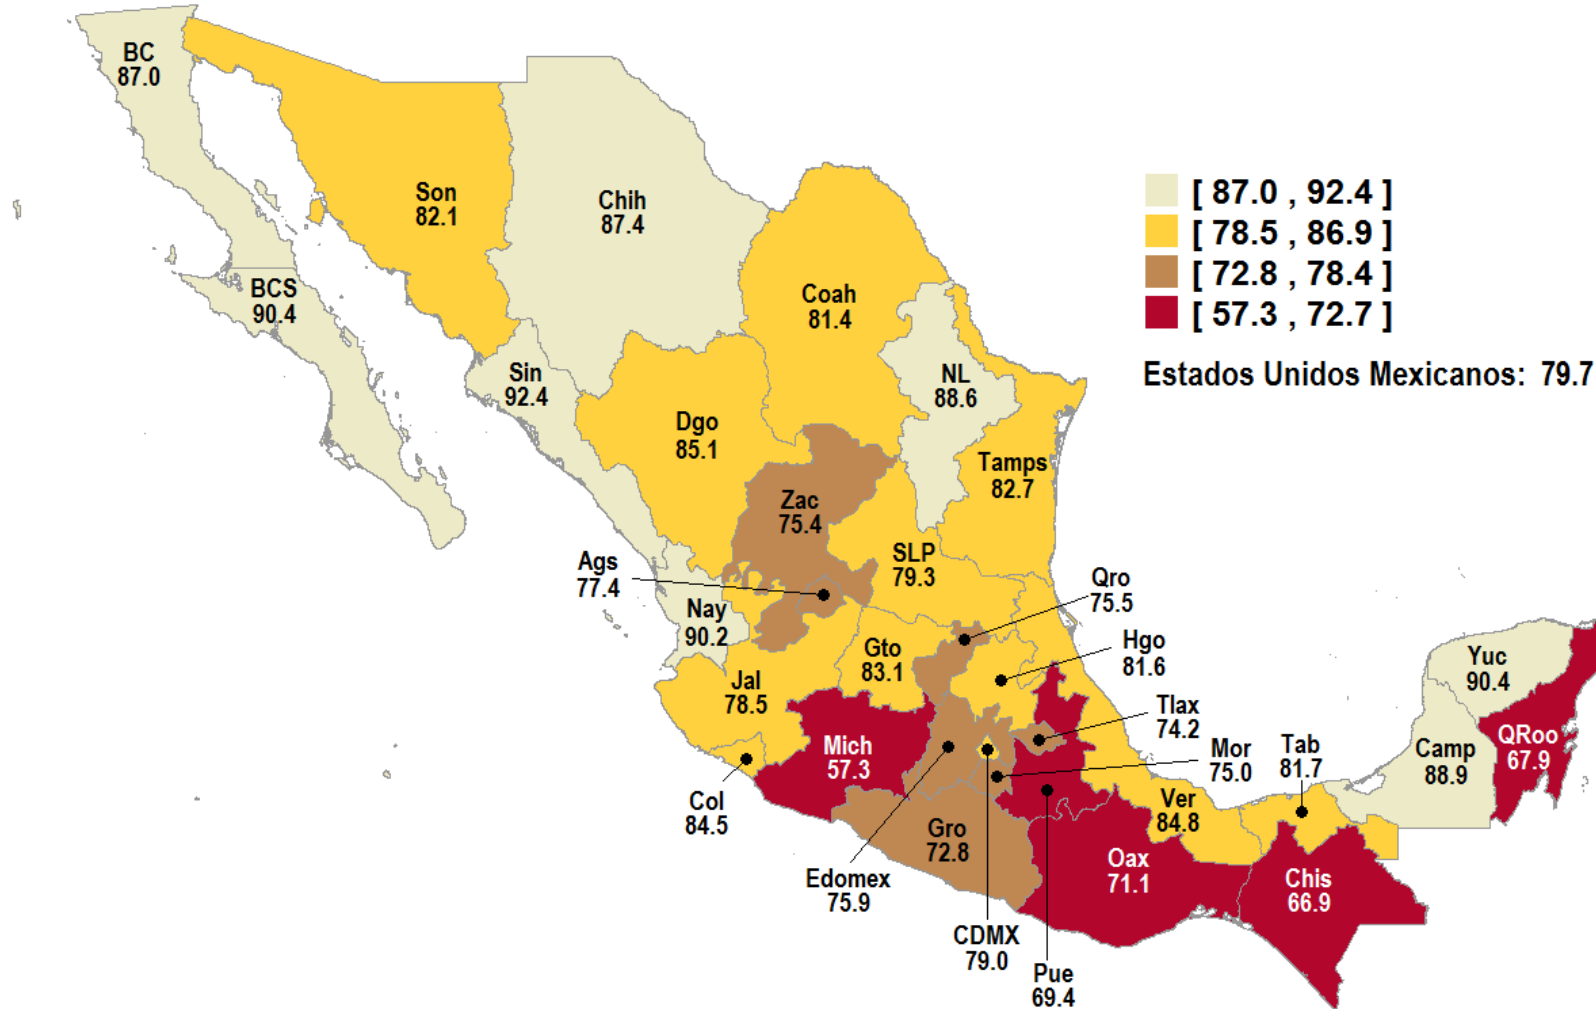 BC
87.0
Son
82.1
Chih
87.4
[ 87.0 , 92.4 ]
[ 78.5 , 86.9 ]
[ 72.8 , 78.4 ]
[ 57.3 , 72.7 ]
Estados Unidos Mexicanos: 79.7
BCS
90.4
Coah
81.4
Sin
92.4
NL
88.6
Dgo
85.1
Tamps
82.7
Zac
75.4
Ags
77.4
SLP
79.3
Qro
75.5
Nay
90.2
Gto
83.1
Hgo
81.6
Yuc
90.4
Jal
78.5
Tlax
74.2
Mich
57.3
Mor
75.0
Tab
81.7
Camp
88.9
QRoo
67.9
Col
84.5
Ver
84.8
Gro
72.8
Oax
71.1
Edomex
75.9
Chis
66.9
CDMX
79.0
Pue
69.4